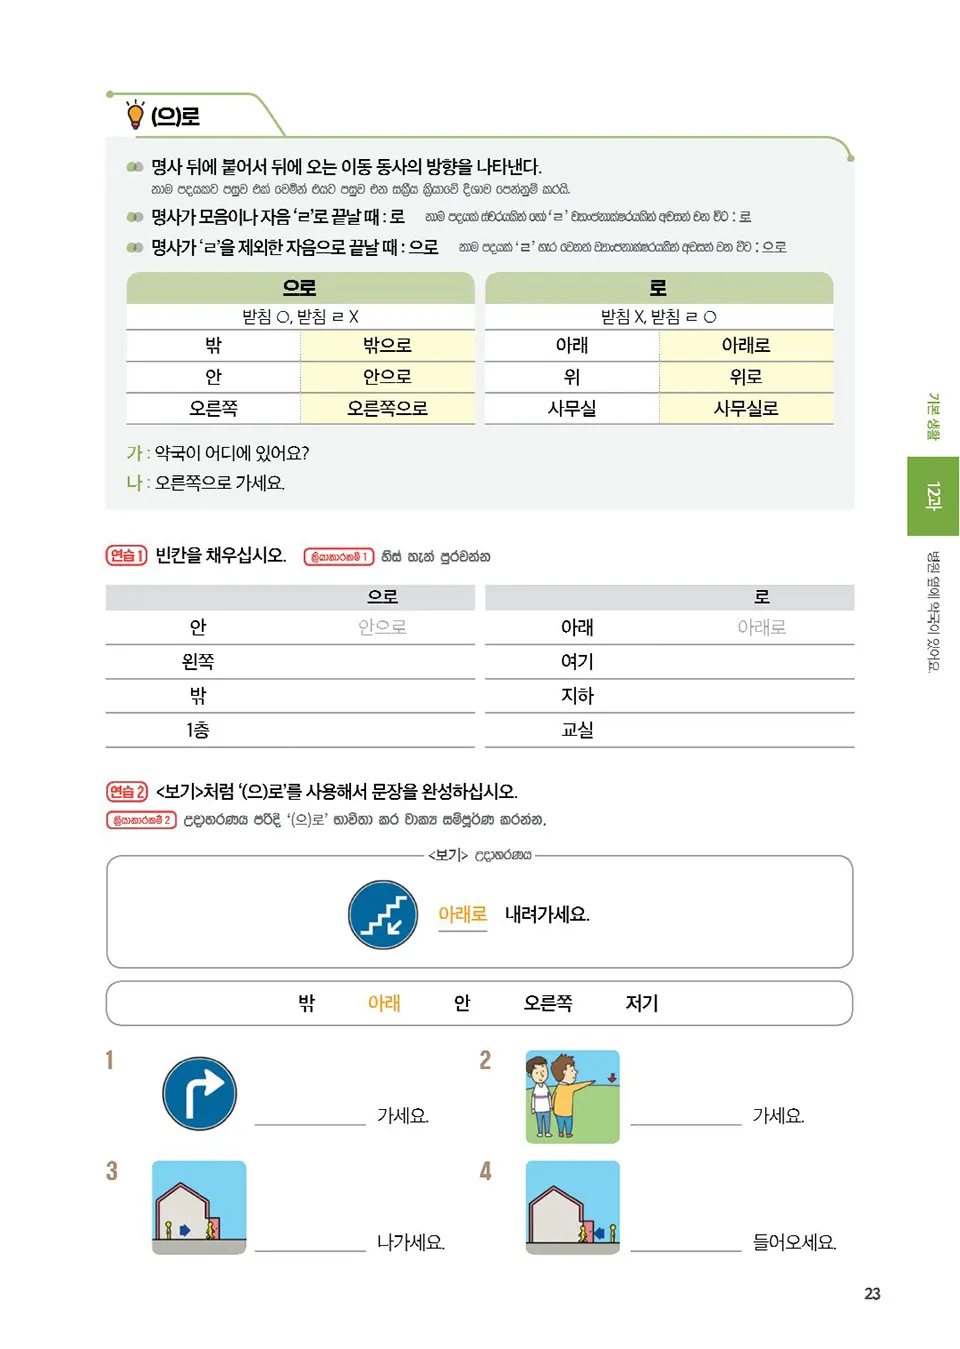 (으)로
명사 뒤에 붙어서 뒤에 오는 이동 동사의 방향을 나타낸다.
නාම පදයකට පසුව එක් වෙමින් එයට පසුව එන සක්‍රීය ක්‍රියාවේ දිශාව පෙන්නුම් කරයි.
명사가 모음이나 자음 ‘ㄹ’로 끝날 때 : 로 නාම පදයක් ස්වරයකින් හෝ ‘ㄹ’ ව්‍යාංජනාක්ෂරයකින් අවසන් වන විට : 로
명사가 ‘ㄹ’을 제외한 자음으로 끝날 때 : 으로 නාම පදයක් ‘ㄹ’ හැර වෙනත් ව්‍යාංජනාක්ෂරයකින් අවසන් වන විට : 으로
으로 로
받침 ○, 받침 ㄹ X 받침 X, 받침 ㄹ ○
밖 밖으로 아래 아래로
안 안으로 위 위로
오른쪽 오른쪽으로 사무실 사무실로
가 : 약국이 어디에 있어요?
나 : 오른쪽으로 가세요.
연습 1 빈칸을 채우십시오. ක්‍රියාකාරකම් 1 හිස් තැන් පුරවන්න
으로 로
안 안으로 아래 아래로
왼쪽 여기
밖 지하
1층 교실
연습 2 <보기>처럼 ‘(으)로’를 사용해서 문장을 완성하십시오.
ක්‍රියාකාරකම් 2 උදාහරණය පරිදි ‘(으)로’ භාවිතා කර වාක්‍ය සම්පූර්ණ කරන්න.
<보기> උදාහරණය
아래로 내려가세요.
밖 아래 안 오른쪽 저기
1 가세요. 2 가세요.
3 나가세요. 4 들어오세요.
기본 생활
12과
병원 옆에 약국이 있어요.
23